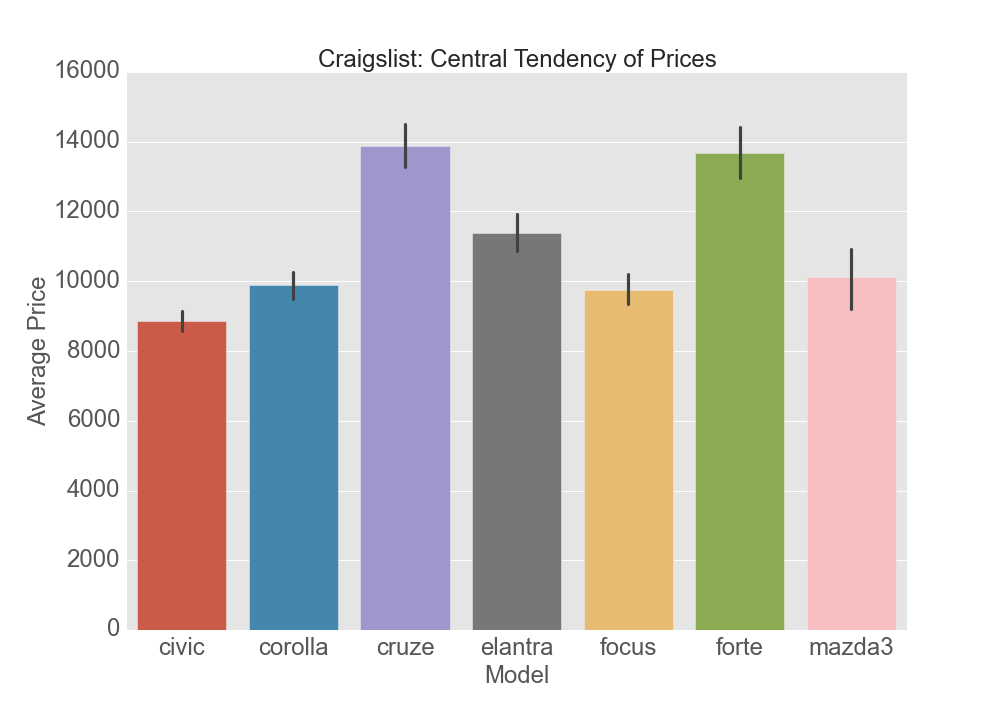 Craigslist: Central Tendency of Prices
16000
14000
12000
10000
8000
6000
4000
2000
0
Average Price
civic corolla cruze elantra focus forte mazda3
Model